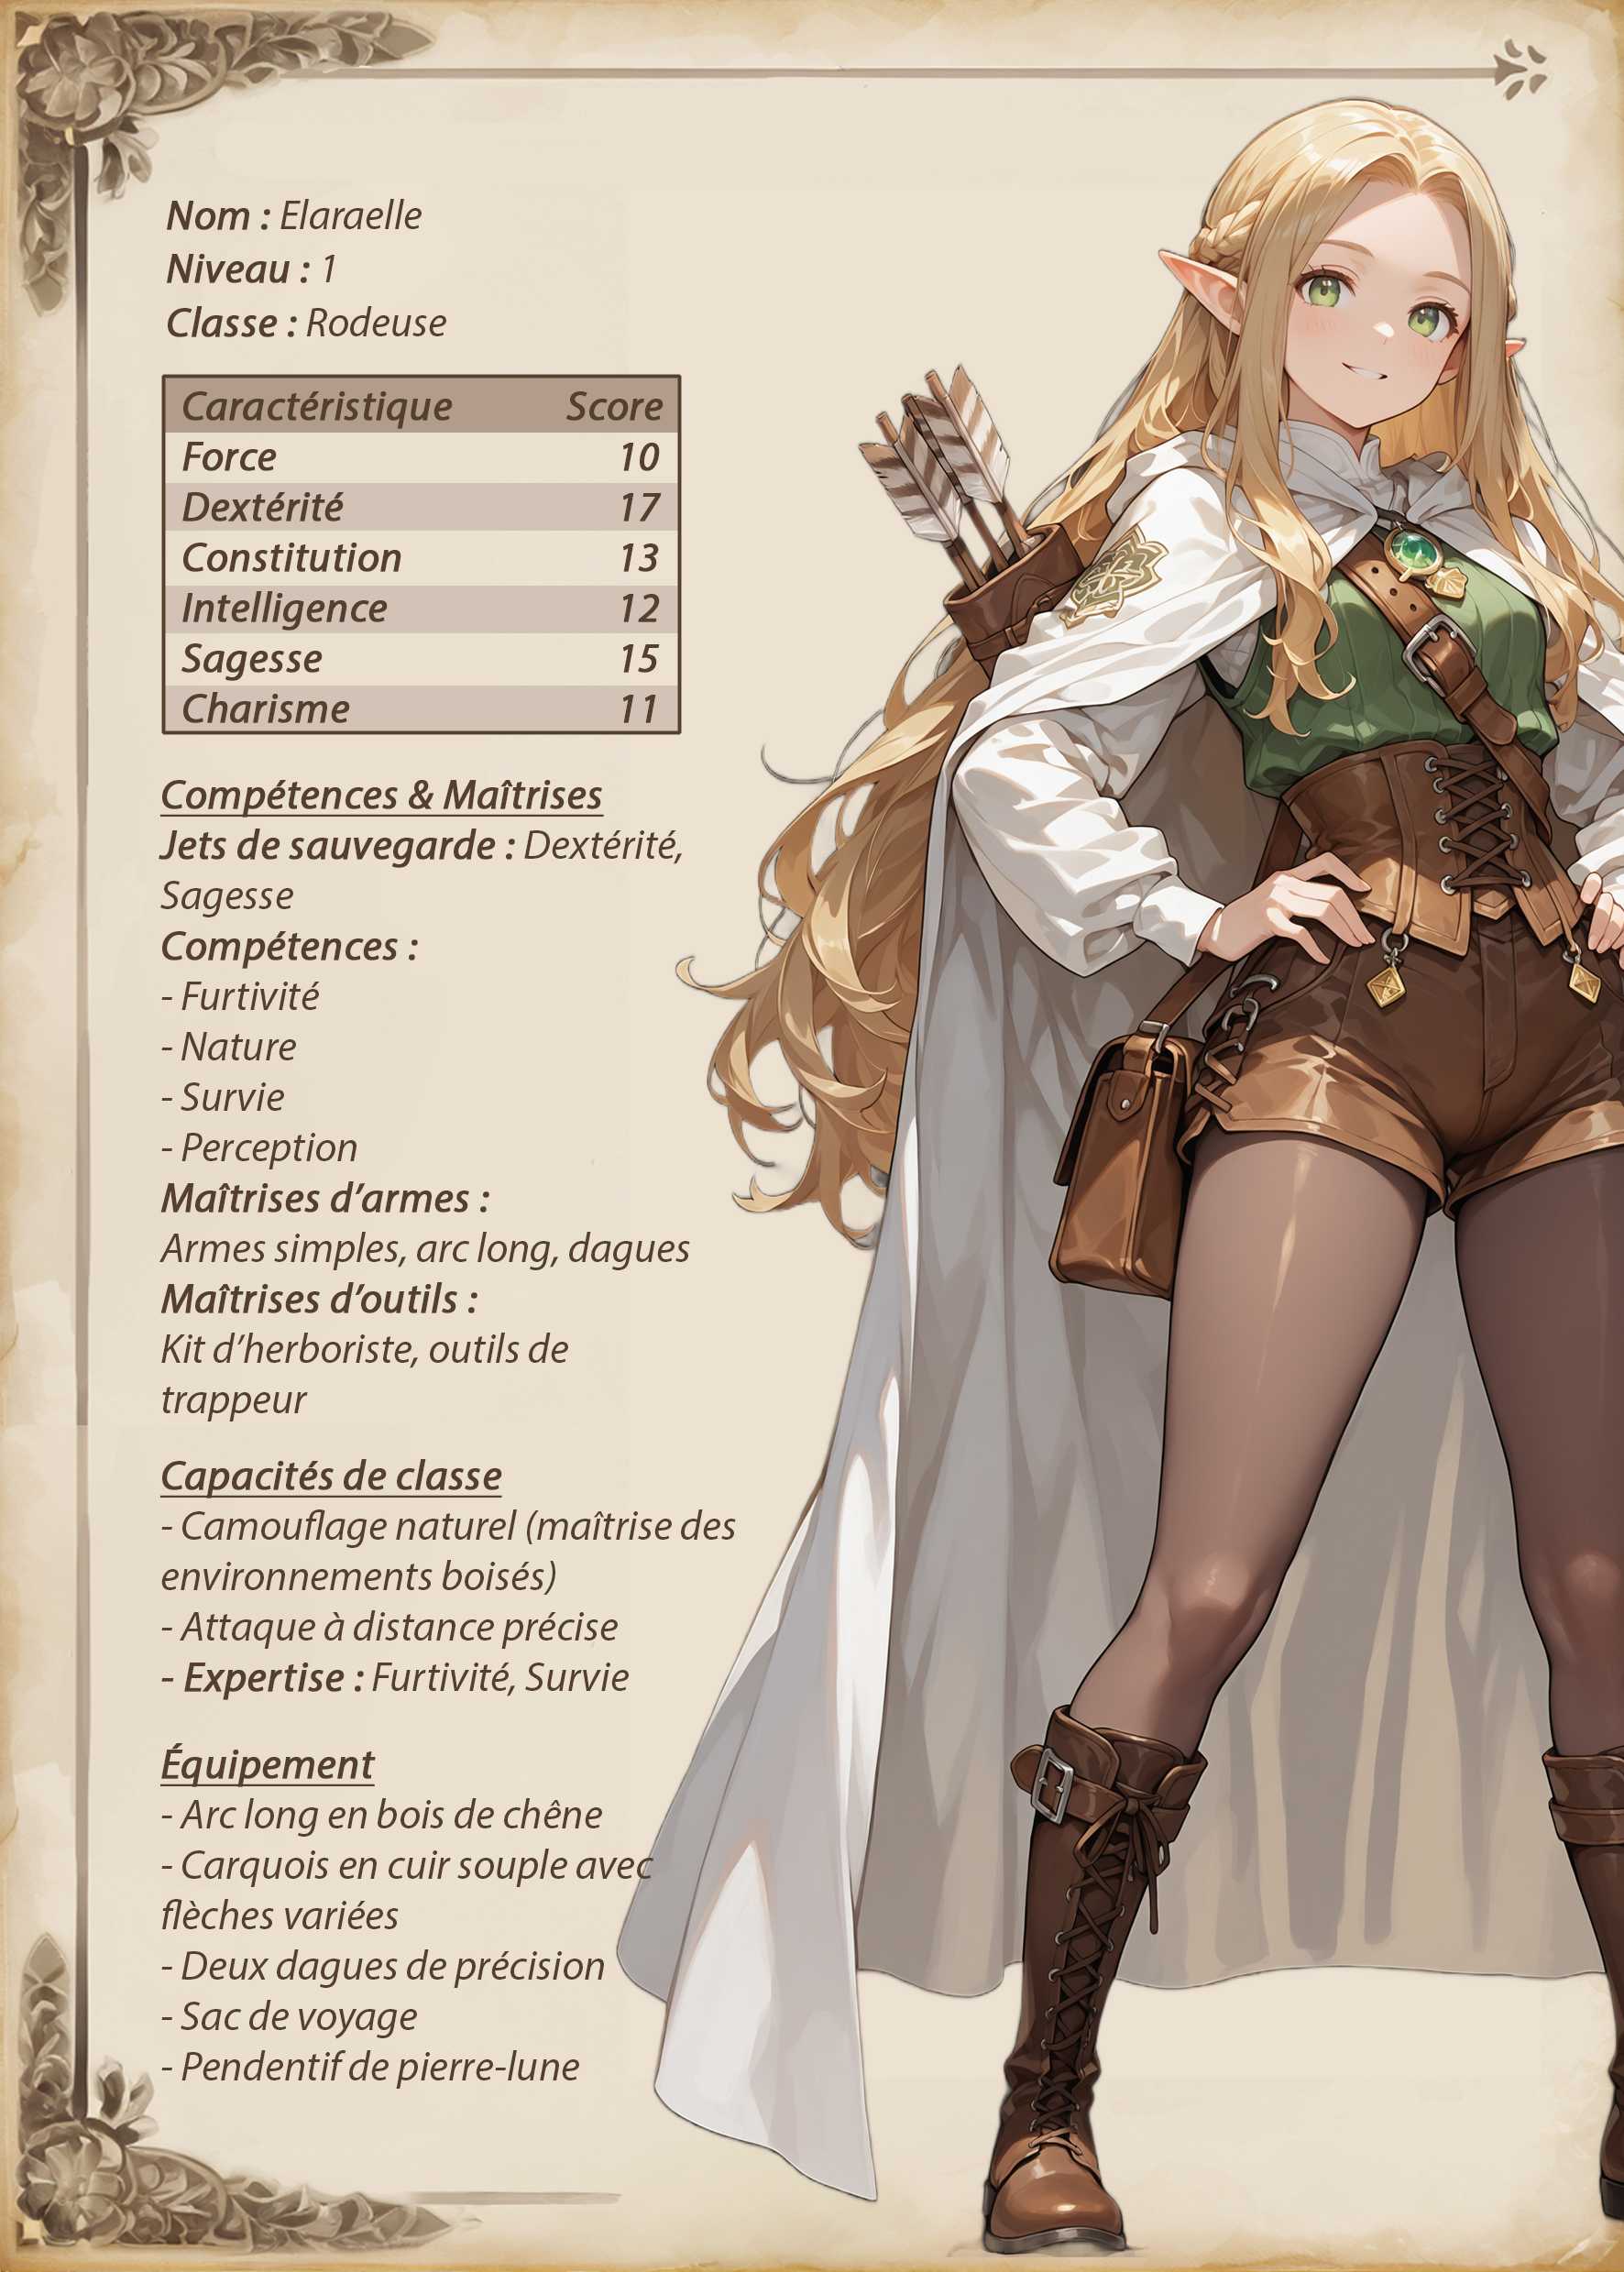 Nom : Elaraelle
Niveau : 1
Classe : Rodeuse
Caractéristique Score
Force 10
Dextérité 17
Constitution 13
Intelligence 12
Sagesse 15
Charisme 11
Compétences & Maîtrises
Jets de sauvegarde : Dextérité,
Sagesse
Compétences :
- Furtivité
- Nature
- Survie
- Perception
Maîtrises d’armes :
Armes simples, arc long, dagues
Maîtrises d’outils :
Kit d’herboriste, outils de
trappeur
Capacités de classe
- Camouflage naturel (maîtrise des
environnements boisés)
- Attaque à distance précise
- Expertise : Furtivité, Survie
Équipement
- Arc long en bois de chêne
- Carquois en cuir souple avec
flèches variées
- Deux dagues de précision
- Sac de voyage
- Pendentif de pierre-lune